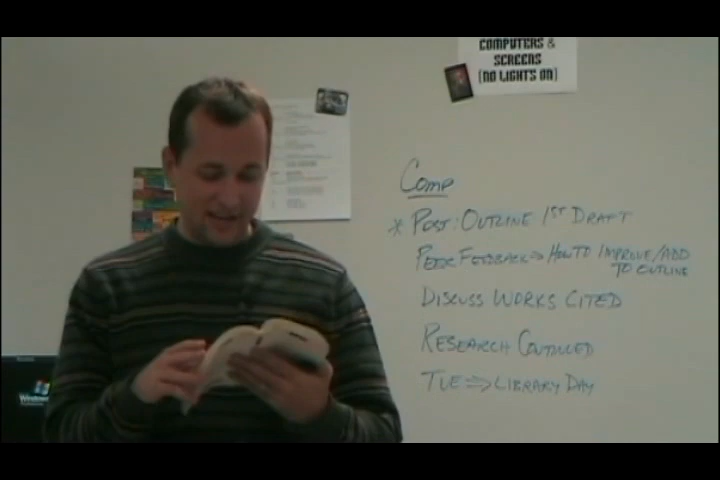 COMPUTERS &
SCREENS
(NO LIGHTS ON)
COMP
* POST: OUTLINE 1ST DRAFT
PEER FEEDBACK => HOW TO IMPROVE/ADD
TO OUTLINE
DISCUSS WORKS CITED
RESEARCH CONTINUED
TUE => LIBRARY DAY
Windows